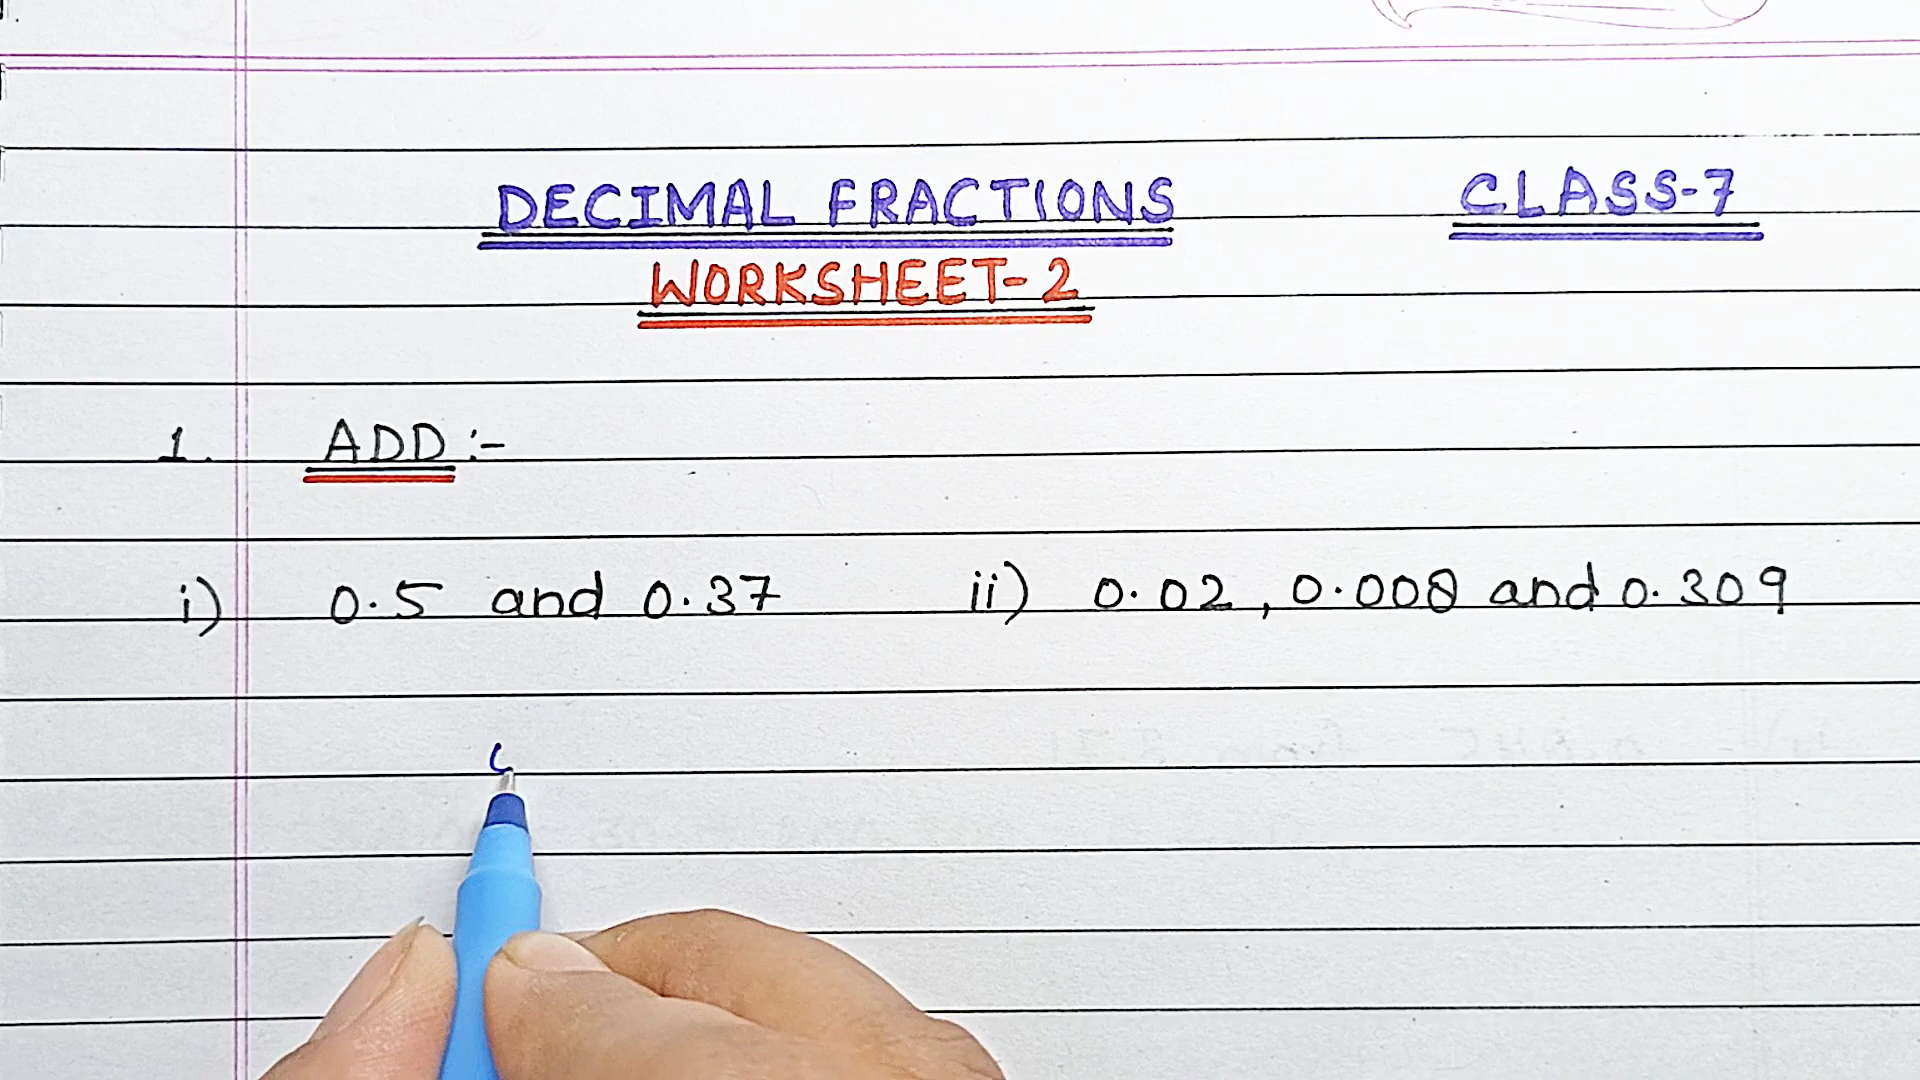 DECIMAL FRACTIONS CLASS-7
WORKSHEET-2
1. ADD:-
i) 0.5 and 0.37 ii) 0.02, 0.008 and 0.309